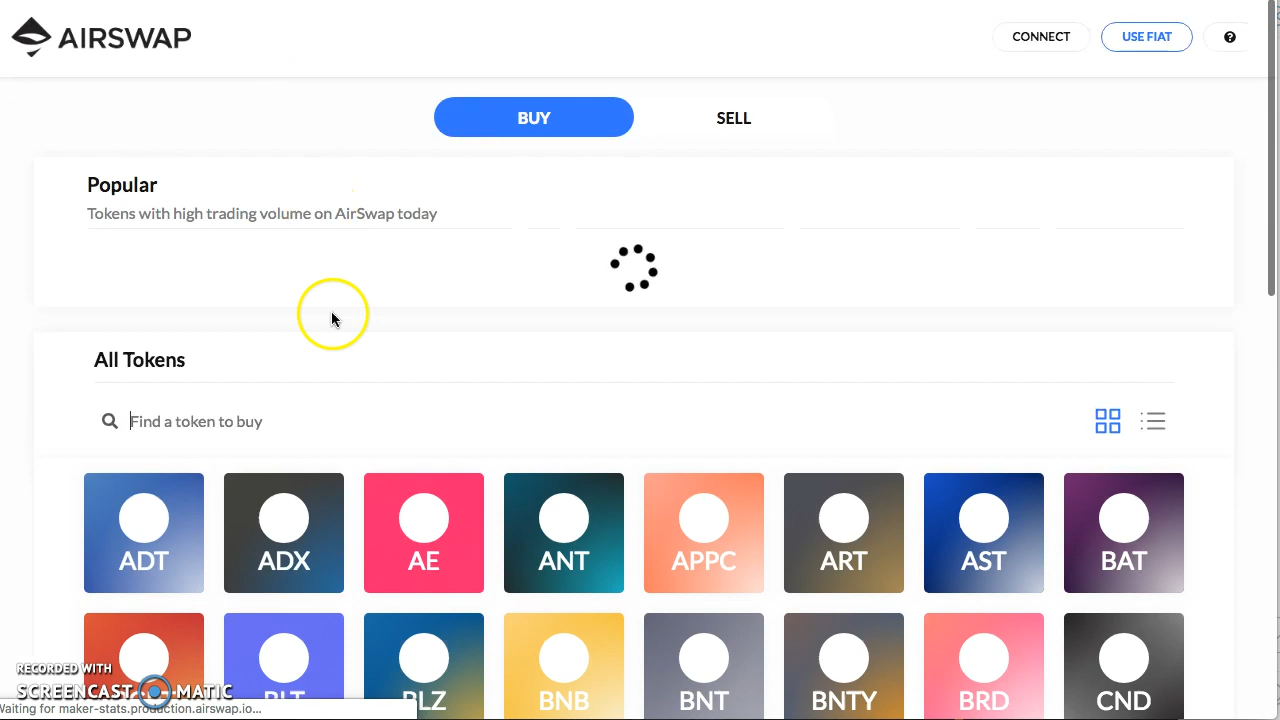 AIRSWAP
CONNECT
USE FIAT
?
BUY
SELL
Popular
Tokens with high trading volume on AirSwap today
All Tokens
Find a token to buy
ADT
ADX
AE
ANT
APPC
ART
AST
BAT
BLT
BLZ
BNB
BNT
BNTY
BRD
CND
RECORDED WITH
SCREENCAST MATIC
Waiting for maker-stats.production.airswap.io...